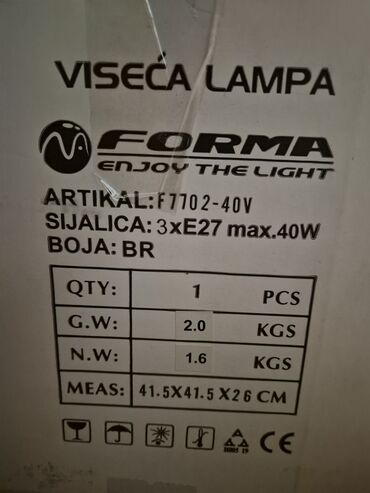 VISEĆA LAMPA
FORMA
ENJOY THE LIGHT
ARTIKAL: F7702-40V
SIJALICA: 3xE27 max.40W
BOJA: BR
QTY: 1 PCS
G.W: 2.0 KGS
N.W: 1.6 KGS
MEAS: 41.5X41.5X26 CM
CE